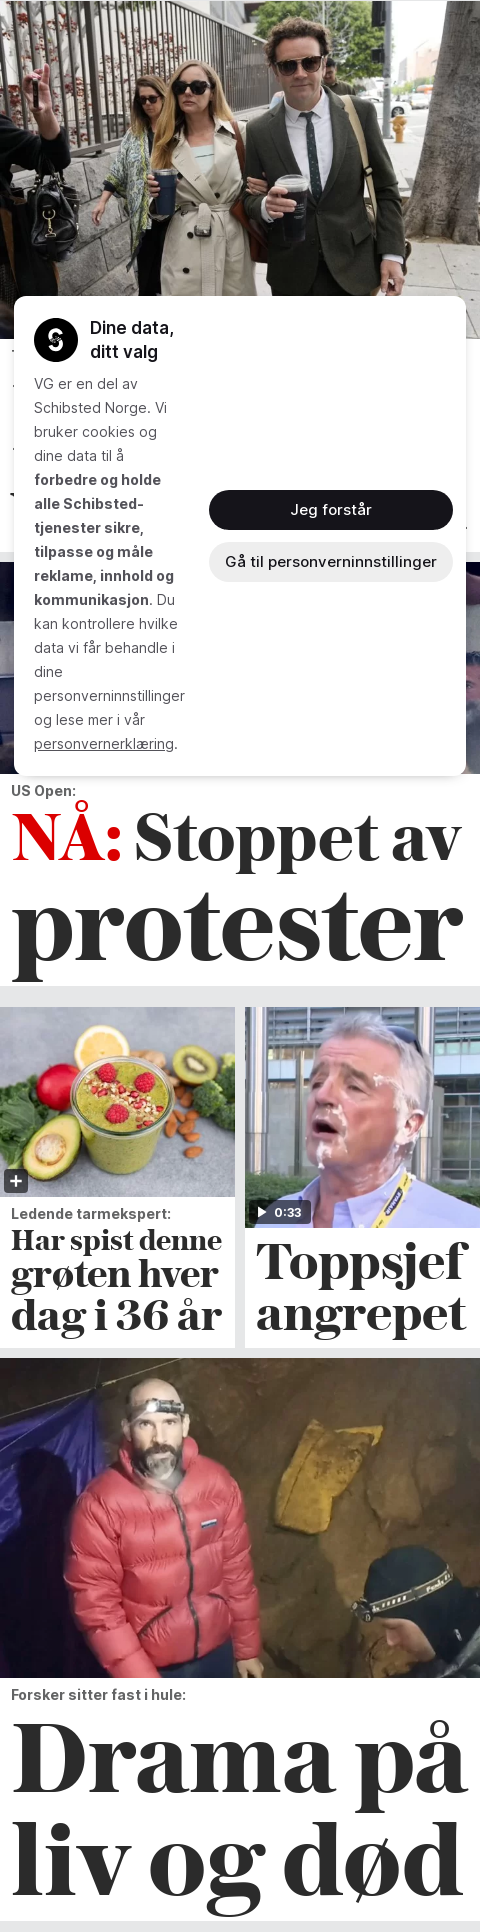 Dine data,
ditt valg
VG er en del av
Schibsted Norge. Vi
bruker cookies og
dine data til å
forbedre og holde
alle Schibsted-
tjenester sikre,
tilpasse og måle
reklame, innhold og
kommunikasjon. Du
kan kontrollere hvilke
data vi får behandle i
dine
personverninnstillinger
og lese mer i vår
personvernerklæring.
Jeg forstår
Gå til personverninnstillinger
US Open:
NÅ: Stoppet av
protester
Ledende tarmekspert:
Har spist denne
grøten hver
dag i 36 år
0:33
Toppsjef
angrepet
Forsker sitter fast i hule:
Drama på
liv og død